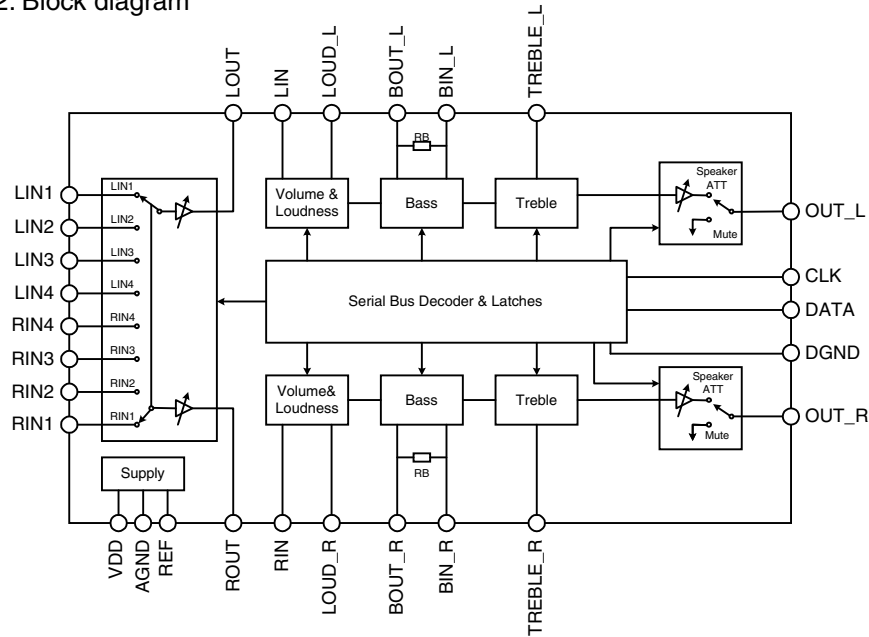 2. Block diagram
LOUT
LIN
LOUD_L
BOUT_L
BIN_L
TREBLE_L
RB
LIN1
LIN2
LIN3
LIN4
RIN4
RIN3
RIN2
RIN1
LIN1
LIN2
LIN3
LIN4
RIN4
RIN3
RIN2
RIN1
Volume &
Loudness
Bass
Treble
Speaker
ATT
Mute
OUT_L
Serial Bus Decoder & Latches
CLK
DATA
DGND
Volume&
Loudness
Bass
Treble
Speaker
ATT
Mute
OUT_R
RB
Supply
VDD
AGND
REF
ROUT
RIN
LOUD_R
BOUT_R
BIN_R
TREBLE_R